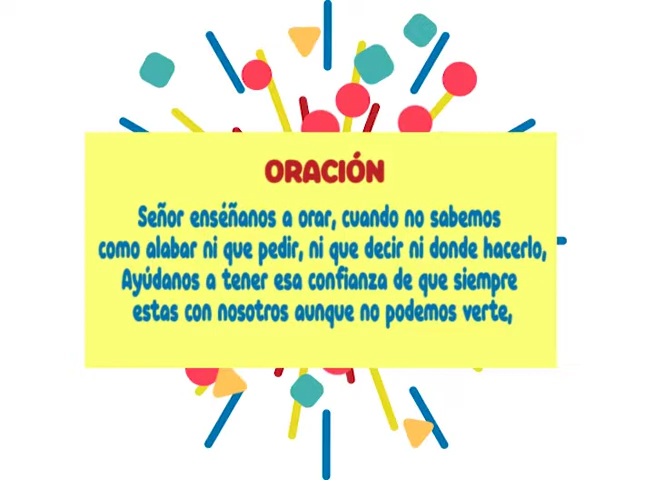 ORACIÓN
Señor enséñanos a orar, cuando no sabemos
como alabar ni que pedir, ni que decir ni donde hacerlo,
Ayúdanos a tener esa confianza de que siempre
estas con nosotros aunque no podemos verte,